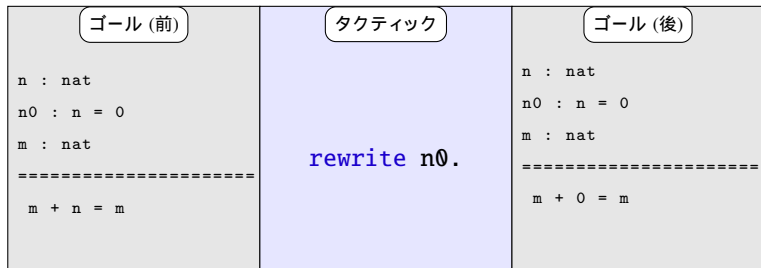 ゴール (前)
n : nat
n0 : n = 0
m : nat
======================
m + n = m
タクティック
rewrite n0.
ゴール (後)
n : nat
n0 : n = 0
m : nat
======================
m + 0 = m